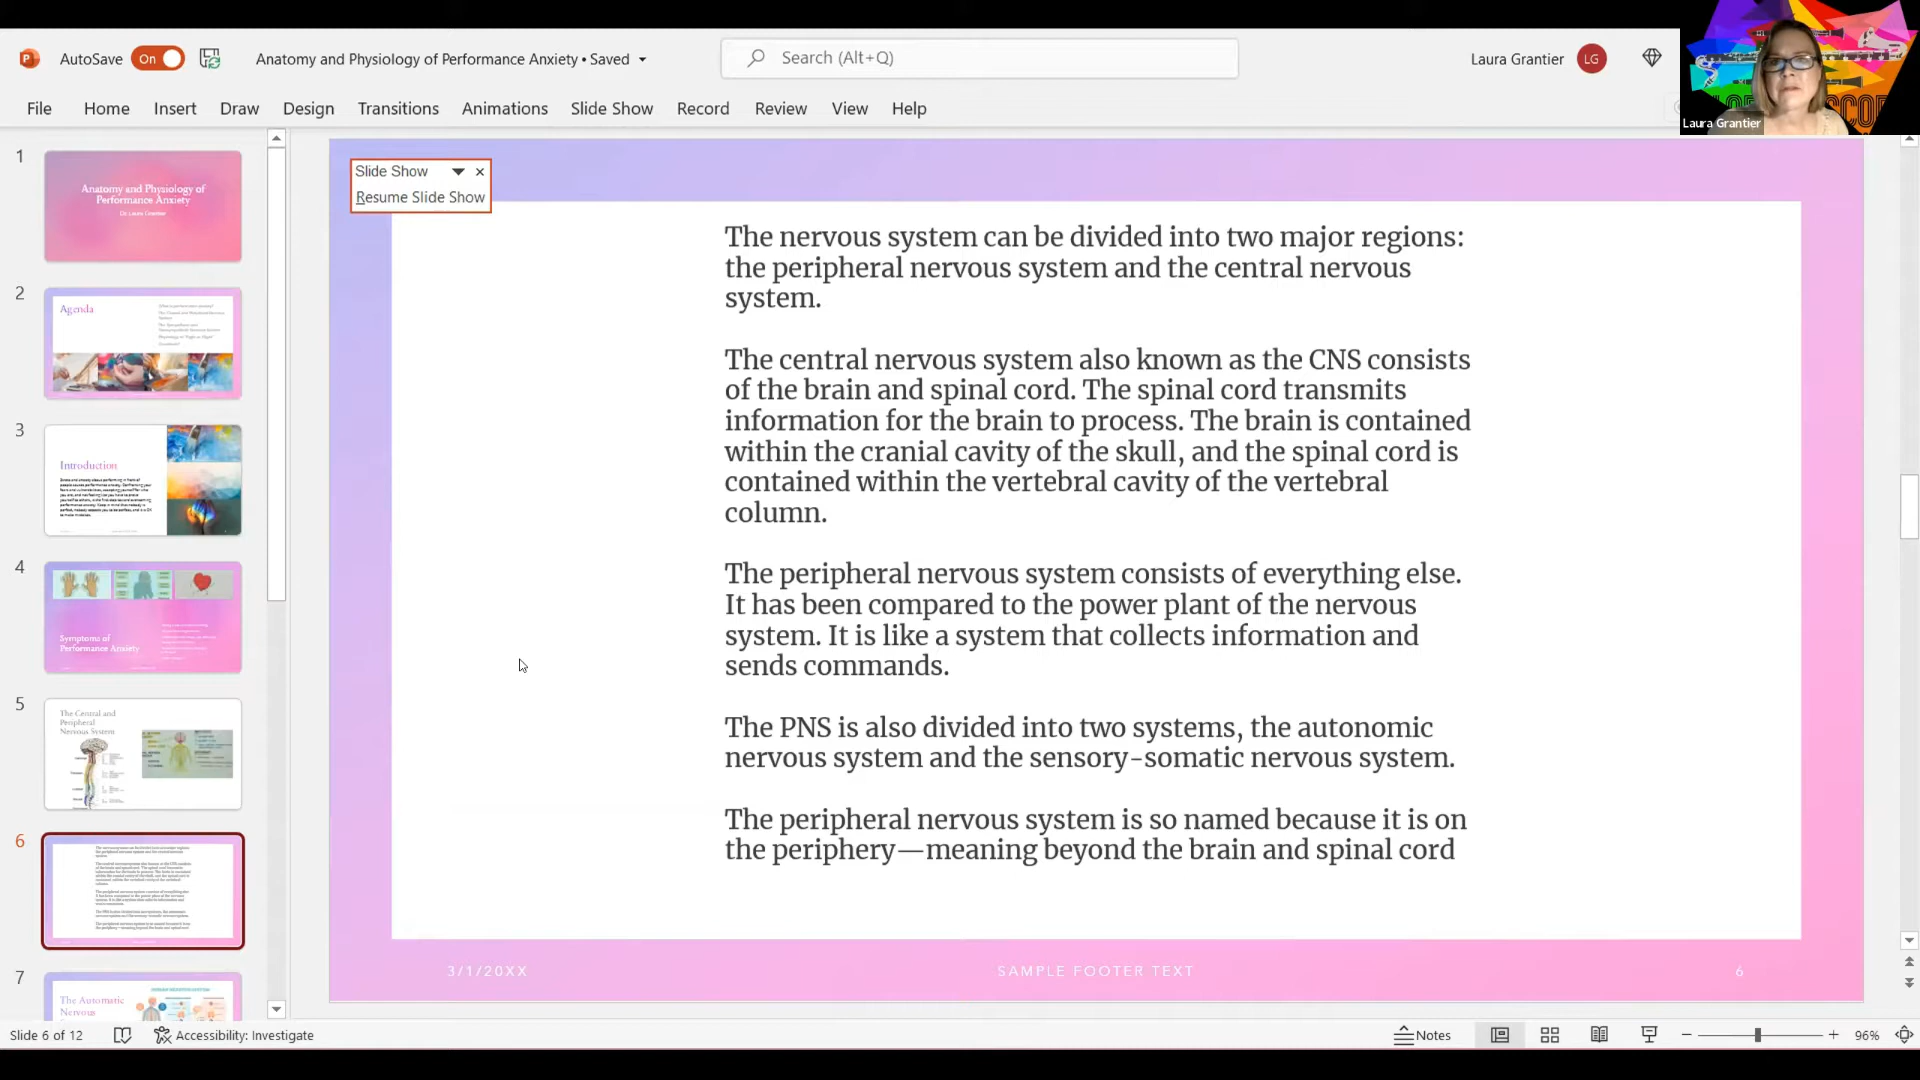 AutoSave On Anatomy and Physiology of Performance Anxiety • Saved Search (Alt+Q) Laura Grantier LG
File Home Insert Draw Design Transitions Animations Slide Show Record Review View Help
Laura Grantier
1
Anatomy and Physiology of
Performance Anxiety
Dr. Laura Grantier
2
Agenda
3
Introduction
4
Symptoms of
Performance Anxiety
5
The Central and
Peripheral
Nervous System
6
7
The Automatic
Nervous
Slide Show
Resume Slide Show
The nervous system can be divided into two major regions:
the peripheral nervous system and the central nervous
system.
The central nervous system also known as the CNS consists
of the brain and spinal cord. The spinal cord transmits
information for the brain to process. The brain is contained
within the cranial cavity of the skull, and the spinal cord is
contained within the vertebral cavity of the vertebral
column.
The peripheral nervous system consists of everything else.
It has been compared to the power plant of the nervous
system. It is like a system that collects information and
sends commands.
The PNS is also divided into two systems, the autonomic
nervous system and the sensory-somatic nervous system.
The peripheral nervous system is so named because it is on
the periphery—meaning beyond the brain and spinal cord
3/1/20XX SAMPLE FOOTER TEXT 6
Slide 6 of 12 Accessibility: Investigate Notes 96%